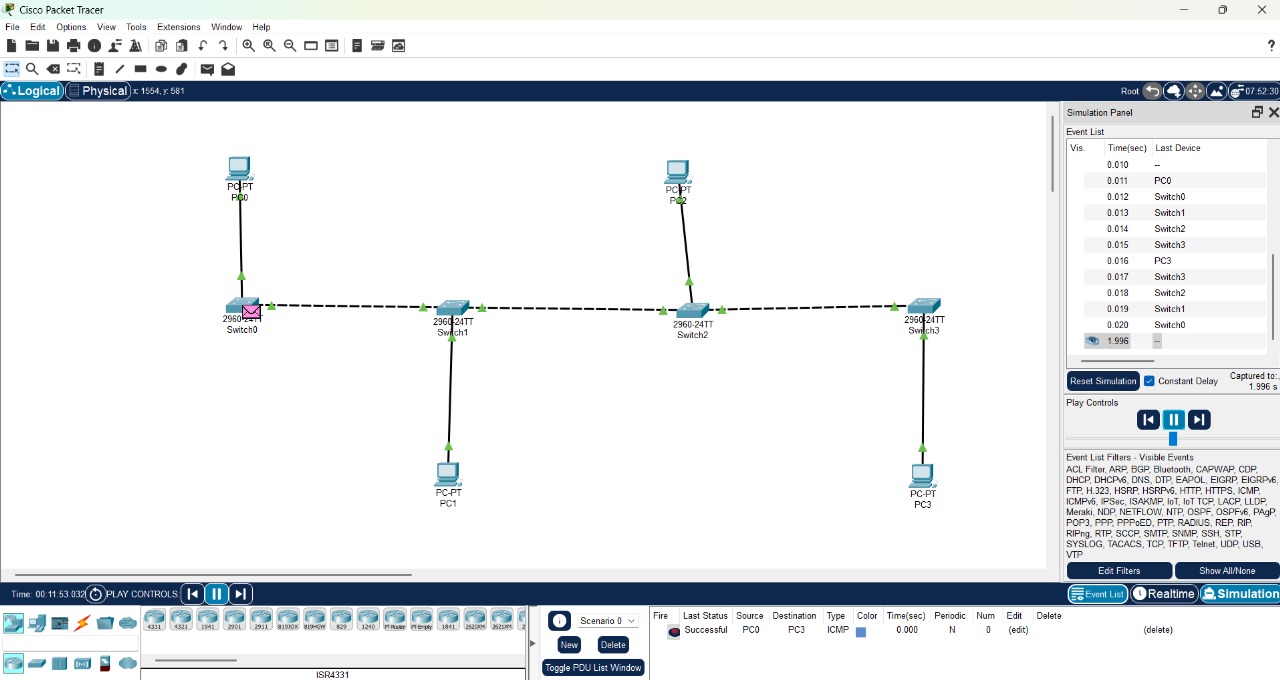 Cisco Packet Tracer
File Edit Options View Tools Extensions Window Help
?
Logical Physical x: 1554, y: 581 Root 07:52:30
PC-PT
PC0
PC-PT
PC2
Switch0
2960-24TT
Switch1
2960-24TT
Switch2
2960-24TT
Switch3
PC-PT
PC1
PC-PT
PC3
Simulation Panel
Event List
Vis. Time(sec) Last Device
0.010 --
0.011 PC0
0.012 Switch0
0.013 Switch1
0.014 Switch2
0.015 Switch3
0.016 PC3
0.017 Switch3
0.018 Switch2
0.019 Switch1
0.020 Switch0
1.996 --
Reset Simulation Constant Delay Captured to:
1.996 s
Play Controls
Event List Filters - Visible Events
ACL Filter, ARP, BGP, Bluetooth, CAPWAP, CDP,
DHCP, DHCPv6, DNS, DTP, EAPOL, EIGRP, EIGRPv6,
FTP, H.323, HSRP, HSRPv6, HTTP, HTTPS, ICMP,
ICMPv6, IPSec, ISAKMP, IoT, IoT TCP, LACP, LLDP,
Meraki, NDP, NETFLOW, NTP, OSPF, OSPFv6, PAgP,
POP3, PPP, PPPoED, PTP, RADIUS, REP, RIP,
RIPng, RTP, SCCP, SMTP, SNMP, SSH, STP,
SYSLOG, TACACS, TCP, TFTP, Telnet, UDP, USB,
VTP
Edit Filters Show All/None
Time: 00:11:53.032 PLAY CONTROLS: Event List Realtime Simulation
4331 4321 1941 2901 2911 819IOX 819HGW 829 1240 PT-Router PT-Empty 1841 2620XM 2621XM 2
ISR4331
Scenario 0
New Delete
Toggle PDU List Window
Fire Last Status Source Destination Type Color Time(sec) Periodic Num Edit Delete
Successful PC0 PC3 ICMP 0.000 N 0 (edit) (delete)